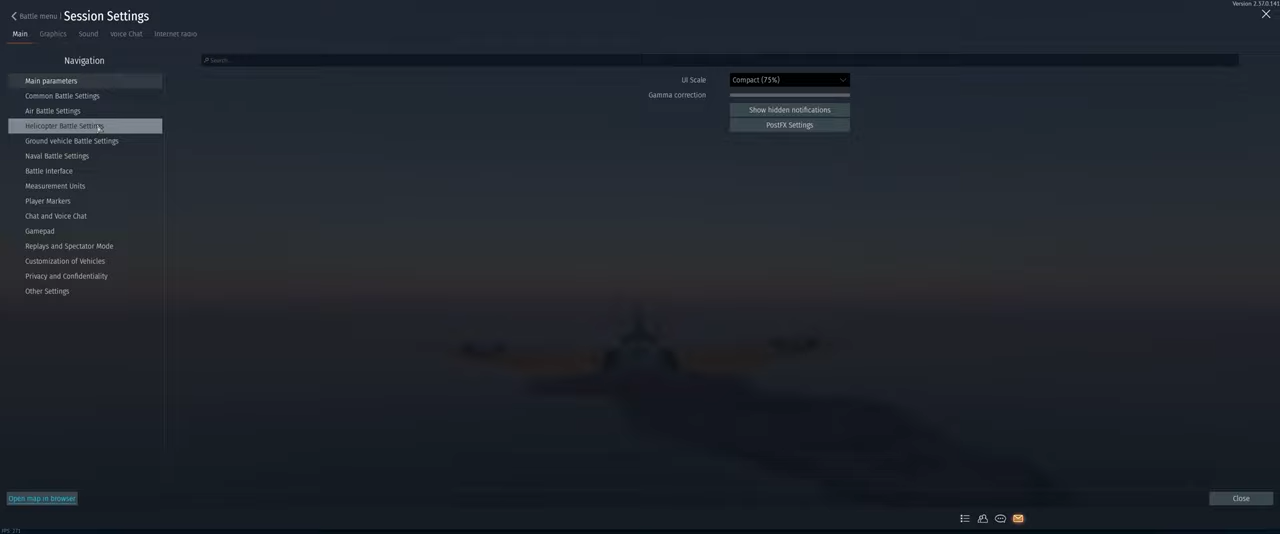 Version 2.37.0.141
Battle menu | Session Settings
Main Graphics Sound Voice Chat Internet radio
Navigation
Search...
Main parameters
Common Battle Settings
Air Battle Settings
Helicopter Battle Settings
Ground vehicle Battle Settings
Naval Battle Settings
Battle Interface
Measurement Units
Player Markers
Chat and Voice Chat
Gamepad
Replays and Spectator Mode
Customization of Vehicles
Privacy and Confidentiality
Other Settings
UI Scale Compact (75%)
Gamma correction
Show hidden notifications
PostFX Settings
Open map in browser
Close